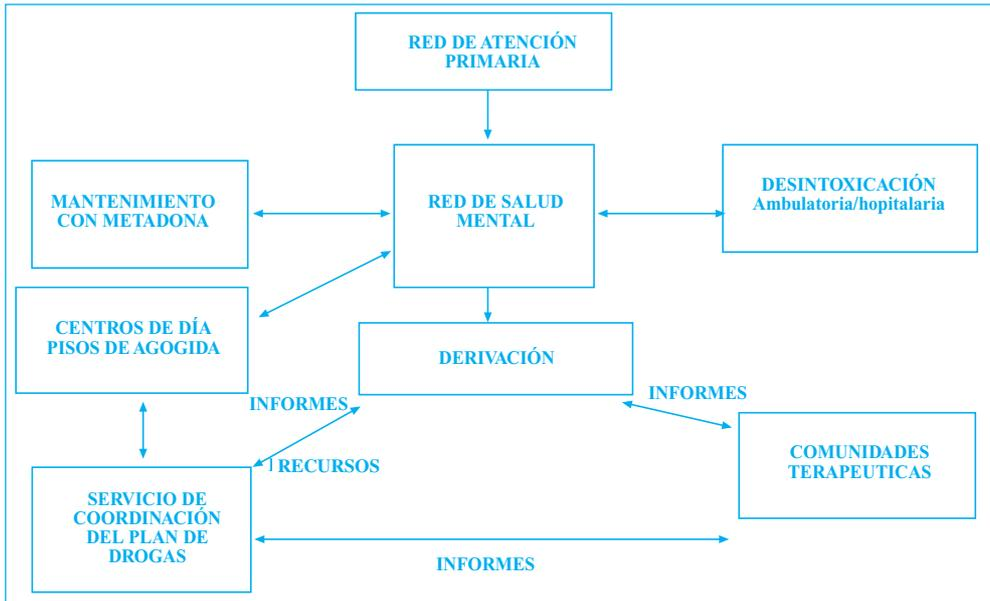 RED DE ATENCIÓN
PRIMARIA
MANTENIMIENTO
CON METADONA
RED DE SALUD
MENTAL
DESINTOXICACIÓN
Ambulatoria/hopitalaria
CENTROS DE DÍA
PISOS DE AGOGIDA
DERIVACIÓN
INFORMES
INFORMES
] RECURSOS
COMUNIDADES
TERAPEUTICAS
SERVICIO DE
COORDINACIÓN
DEL PLAN DE
DROGAS
INFORMES